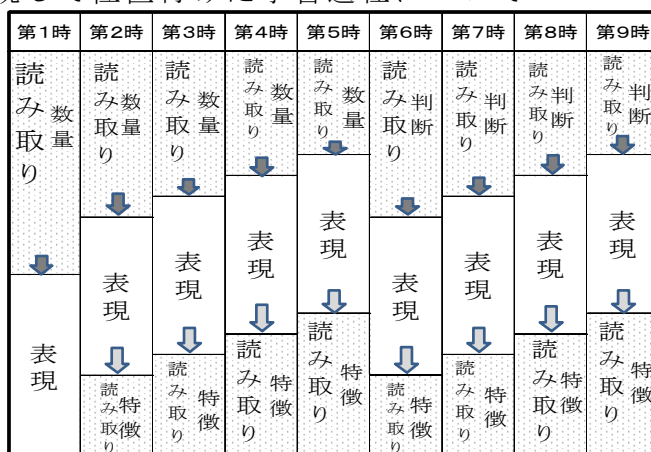 第1時 第2時 第3時 第4時 第5時 第6時 第7時 第8時 第9時
数量
読み取り
数量
読み取り
数量
読み取り
数量
読み取り
数量
読み取り
判断
読み取り
判断
読み取り
判断
読み取り
判断
読み取り
表現
表現
表現
表現
表現
表現
表現
表現
表現
特徴
読み取り
特徴
読み取り
特徴
読み取り
特徴
読み取り
特徴
読み取り
特徴
読み取り
特徴
読み取り
特徴
読み取り